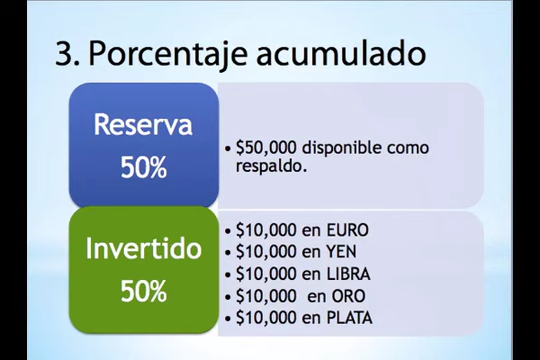 3. Porcentaje acumulado
Reserva
50%
• $50,000 disponible como
respaldo.
Invertido
50%
• $10,000 en EURO
• $10,000 en YEN
• $10,000 en LIBRA
• $10,000 en ORO
• $10,000 en PLATA